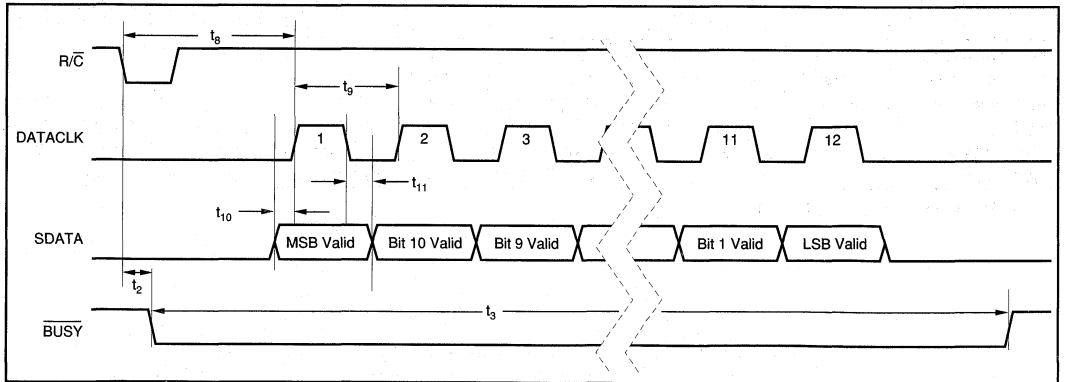 t8
R/C̅
t9
DATACLK 1 2 3 11 12
t11
t10
SDATA MSB Valid Bit 10 Valid Bit 9 Valid Bit 1 Valid LSB Valid
t2
t3
B̅U̅S̅Y̅